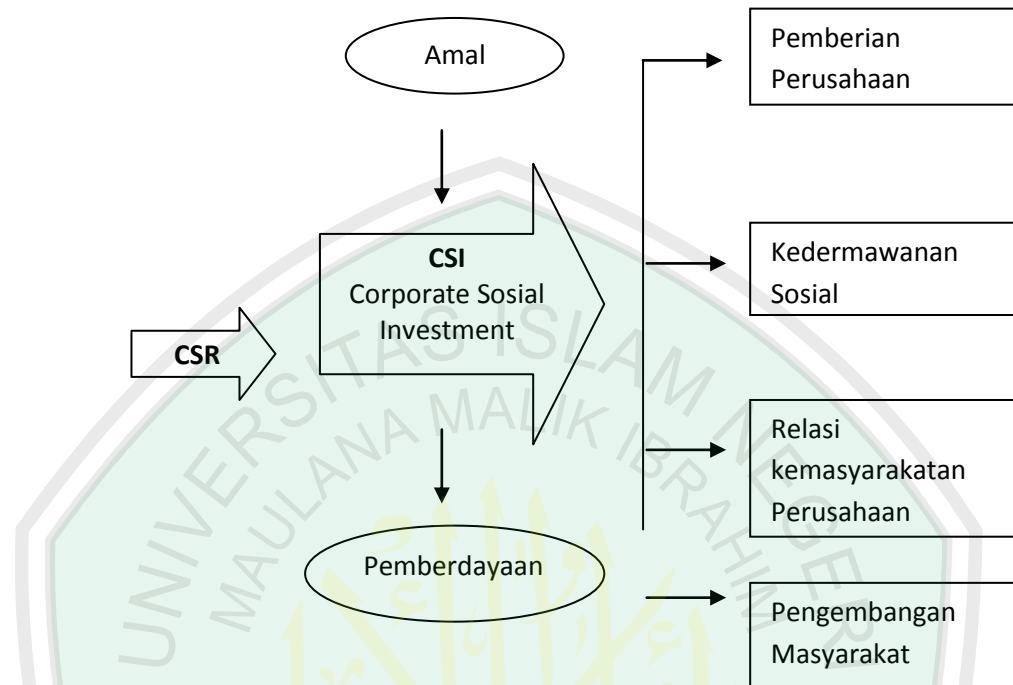 Amal
Pemberian
Perusahaan
CSI
Corporate Sosial
Investment
Kedermawanan
Sosial
CSR
Relasi
kemasyarakatan
Perusahaan
Pemberdayaan
Pengembangan
Masyarakat
UNIVERSITAS ISLAM NEGER
MAULANA MALIK IBRAHIM